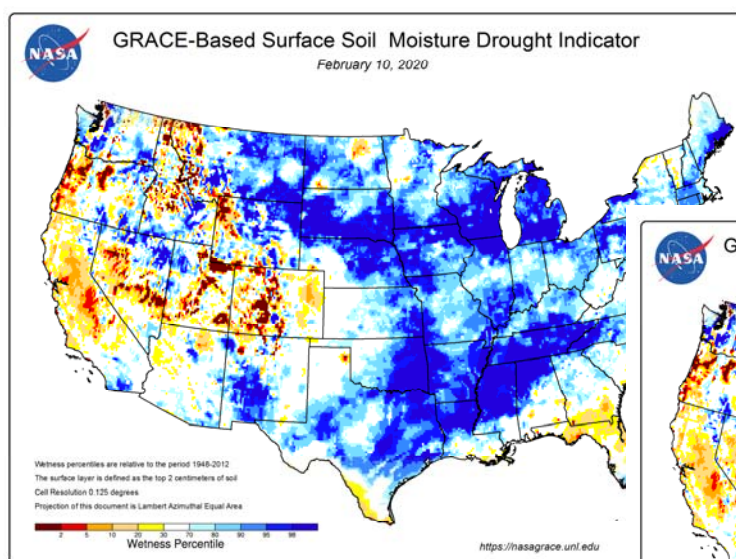 NASA
GRACE-Based Surface Soil Moisture Drought Indicator
February 10, 2020
NASA
G
Wetness percentiles are relative to the period 1948-2012
The surface layer is defined as the top 2 centimeters of soil
Cell Resolution 0.125 degrees
Projection of this document is Lambert Azimuthal Equal Area
2 5 10 20 30 70 80 90 95 98
Wetness Percentile
https://nasagrace.unl.edu